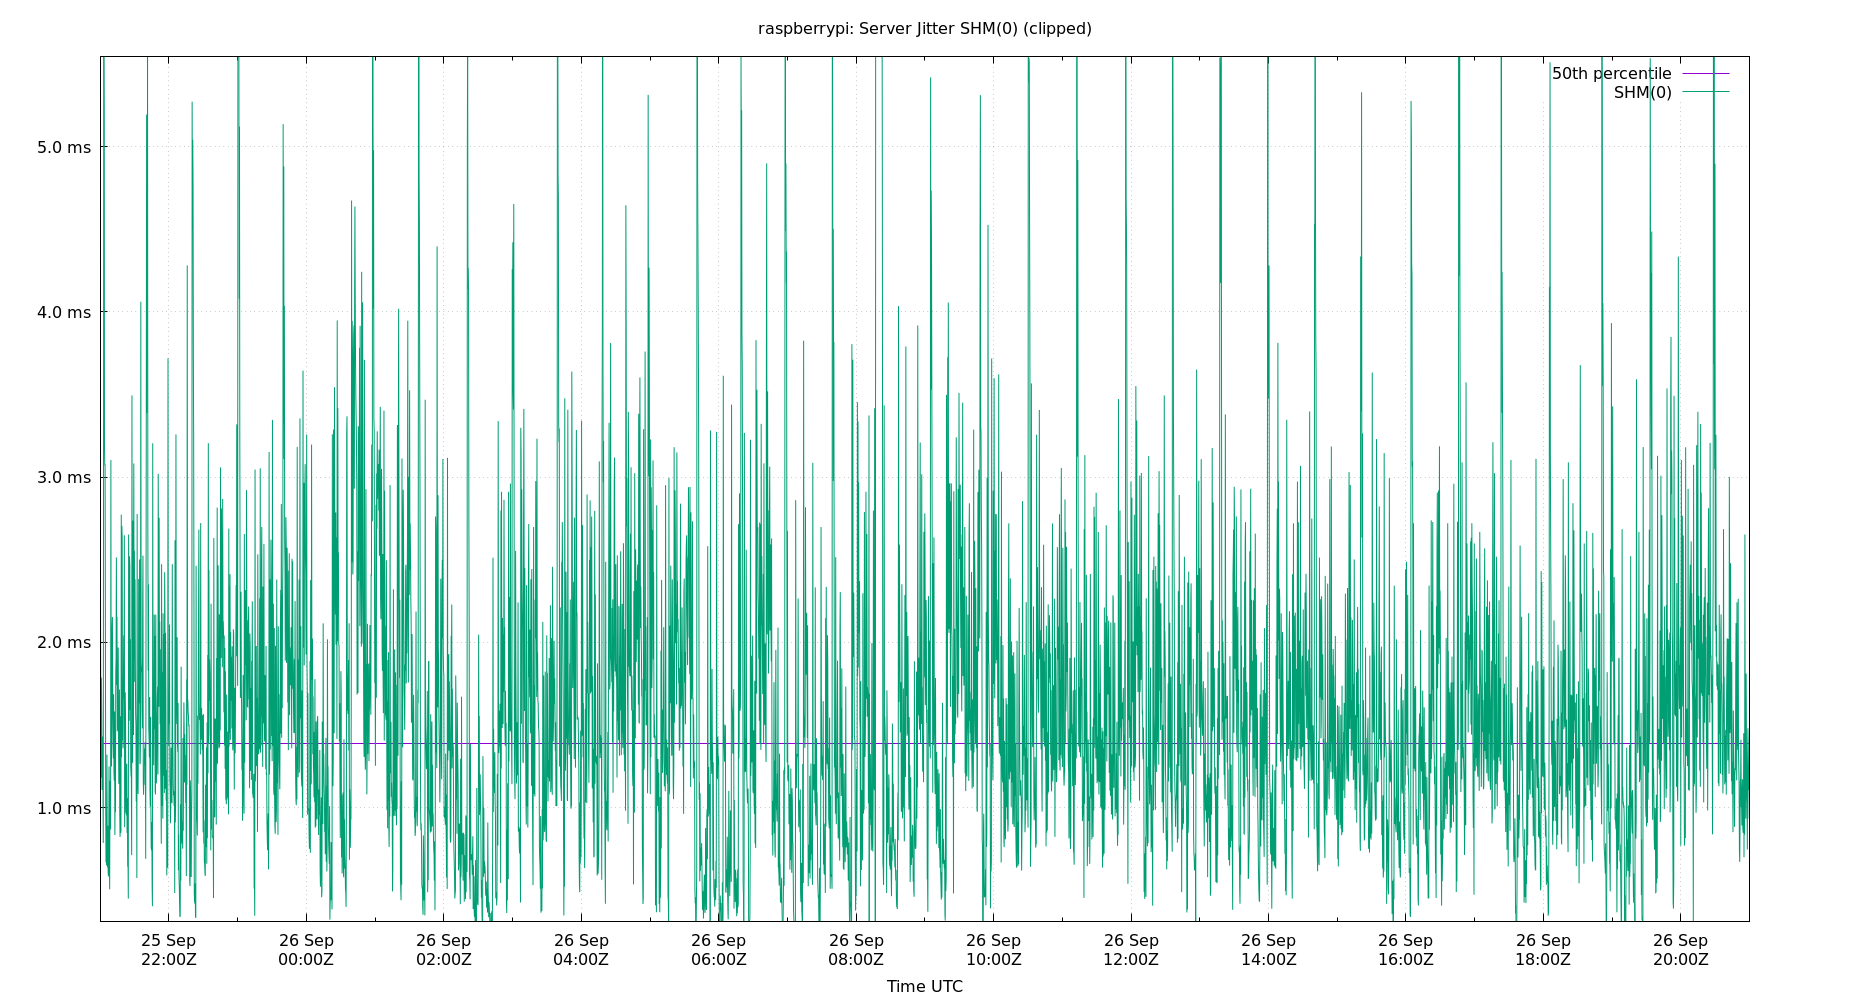 raspberrypi: Server Jitter SHM(0) (clipped)
50th percentile
SHM(0)
5.0 ms
4.0 ms
3.0 ms
2.0 ms
1.0 ms
25 Sep 26 Sep 26 Sep 26 Sep 26 Sep 26 Sep 26 Sep 26 Sep 26 Sep 26 Sep 26 Sep 26 Sep
22:00Z 00:00Z 02:00Z 04:00Z 06:00Z 08:00Z 10:00Z 12:00Z 14:00Z 16:00Z 18:00Z 20:00Z
Time UTC